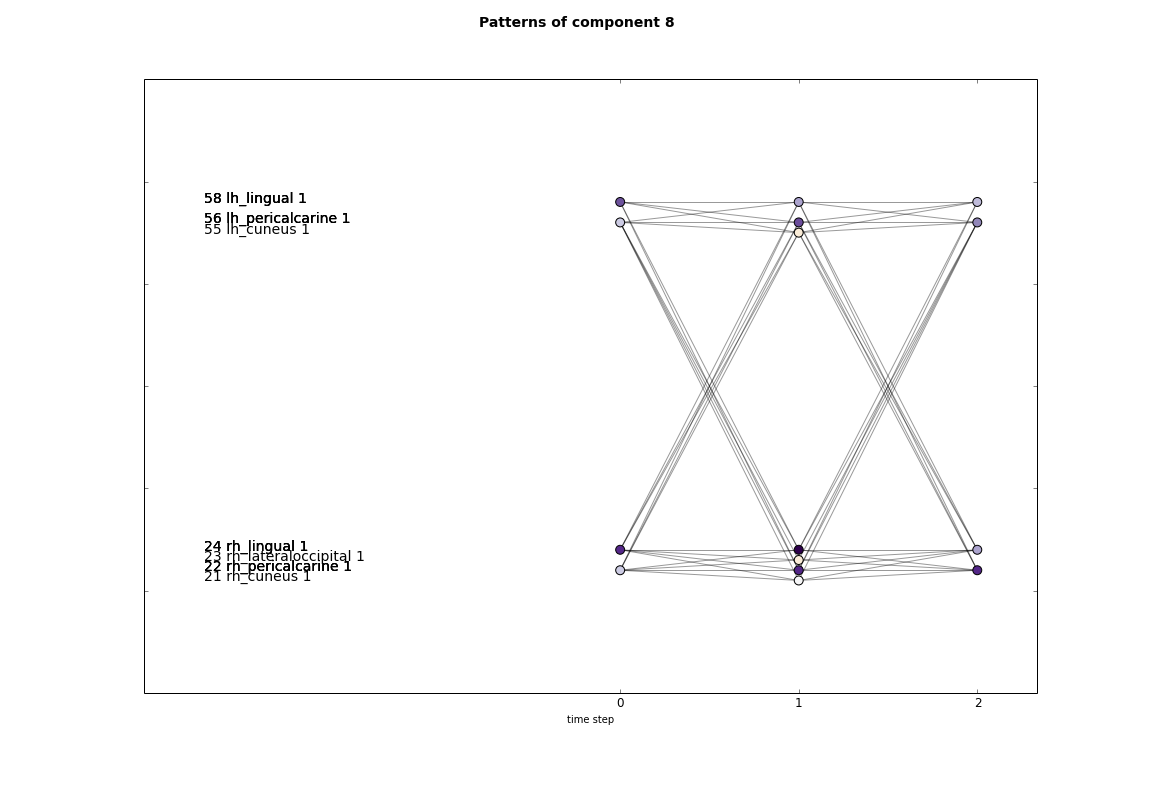 Patterns of component 8
58 lh_lingual 1
56 lh_pericalcarine 1
55 lh_cuneus 1
24 rh_lingual 1
23 rh_lateraloccipital 1
22 rh_pericalcarine 1
21 rh_cuneus 1
0 1 2
time step